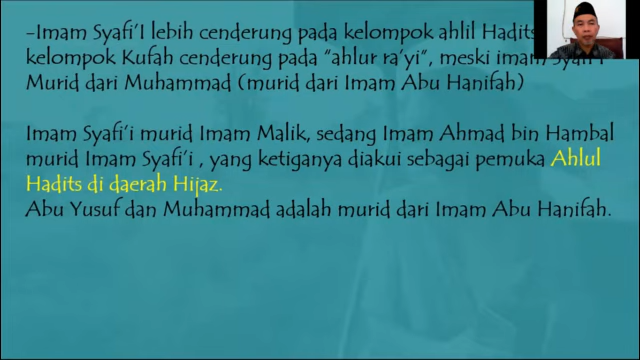 -Imam Syafi'I lebih cenderung pada kelompok ahlil Hadits
kelompok Kufah cenderung pada "ahlur ra'yi", meski imam Syafi'i
Murid dari Muhammad (murid dari Imam Abu Hanifah)
Imam Syafi'i murid Imam Malik, sedang Imam Ahmad bin Hambal
murid Imam Syafi'i , yang ketiganya diakui sebagai pemuka Ahlul
Hadits di daerah Hijaz.
Abu Yusuf dan Muhammad adalah murid dari Imam Abu Hanifah.